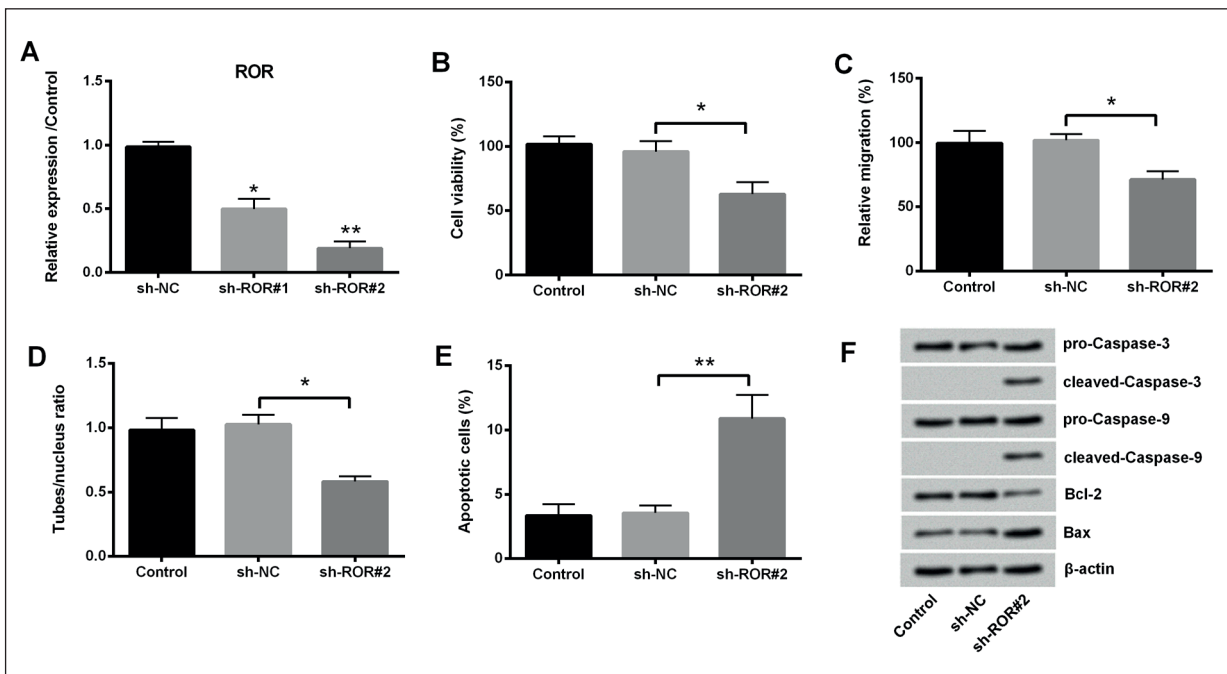 A
ROR
Relative expression /Control
1.5
1.0
0.5
0.0
*
**
sh-NC sh-ROR#1 sh-ROR#2
B
Cell viability (%)
150
100
50
0
*
Control sh-NC sh-ROR#2
C
Relative migration (%)
150
100
50
0
*
Control sh-NC sh-ROR#2
D
Tubes/nucleus ratio
1.5
1.0
0.5
0.0
*
Control sh-NC sh-ROR#2
E
Apoptotic cells (%)
15
10
5
0
**
Control sh-NC sh-ROR#2
F
pro-Caspase-3
cleaved-Caspase-3
pro-Caspase-9
cleaved-Caspase-9
Bcl-2
Bax
β-actin
Control sh-NC sh-ROR#2